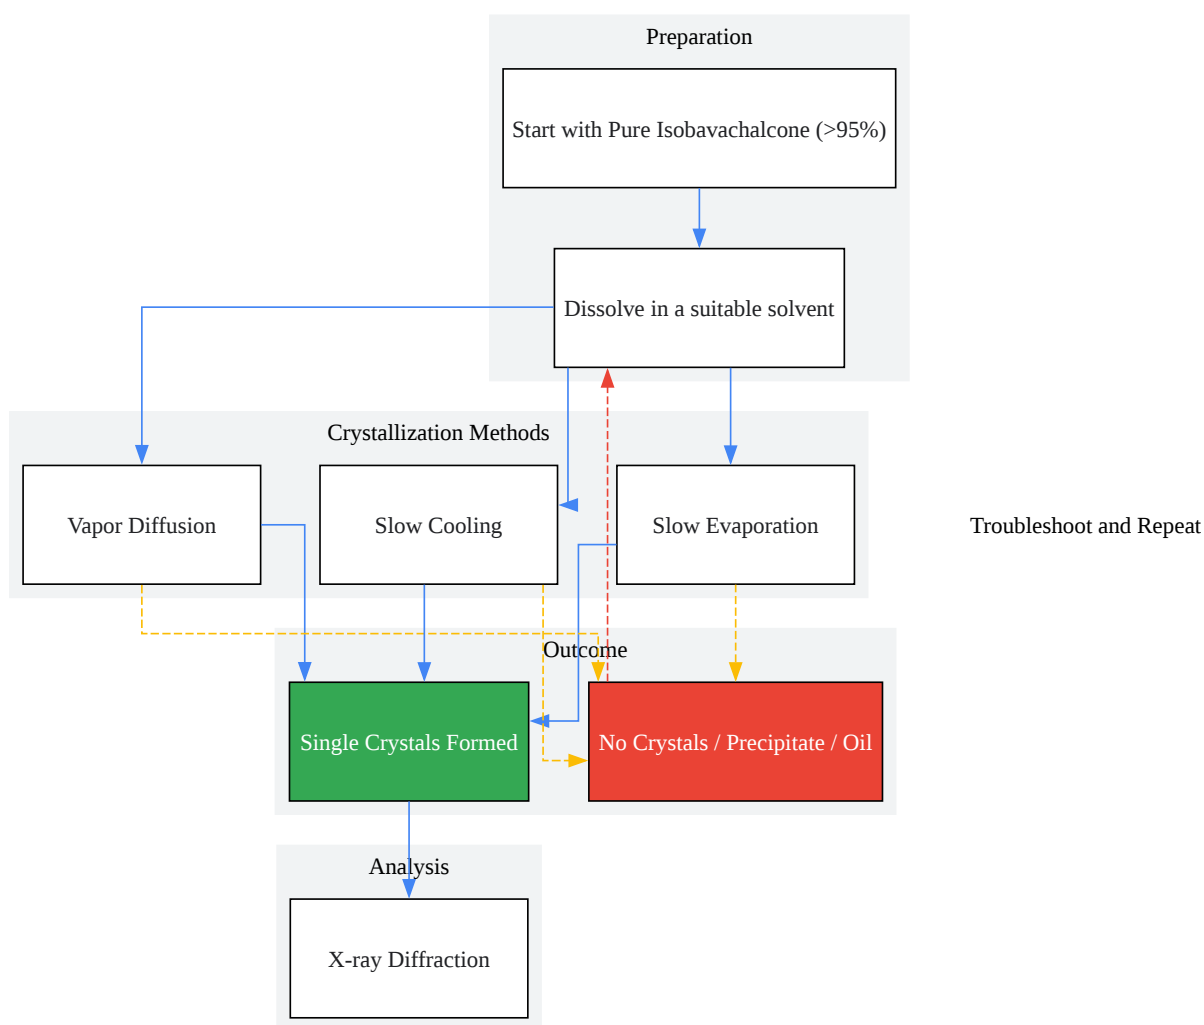 Preparation
Start with Pure Isobavachalcone (>95%)
Dissolve in a suitable solvent
Crystallization Methods
Vapor Diffusion
Slow Cooling
Slow Evaporation
Troubleshoot and Repeat
Outcome
Single Crystals Formed
No Crystals / Precipitate / Oil
Analysis
X-ray Diffraction